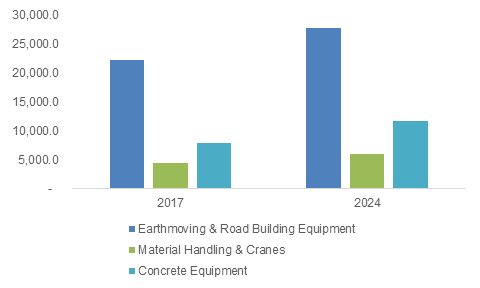 30,000.0
25,000.0
20,000.0
15,000.0
10,000.0
5,000.0
-
2017 2024
Earthmoving & Road Building Equipment
Material Handling & Cranes
Concrete Equipment